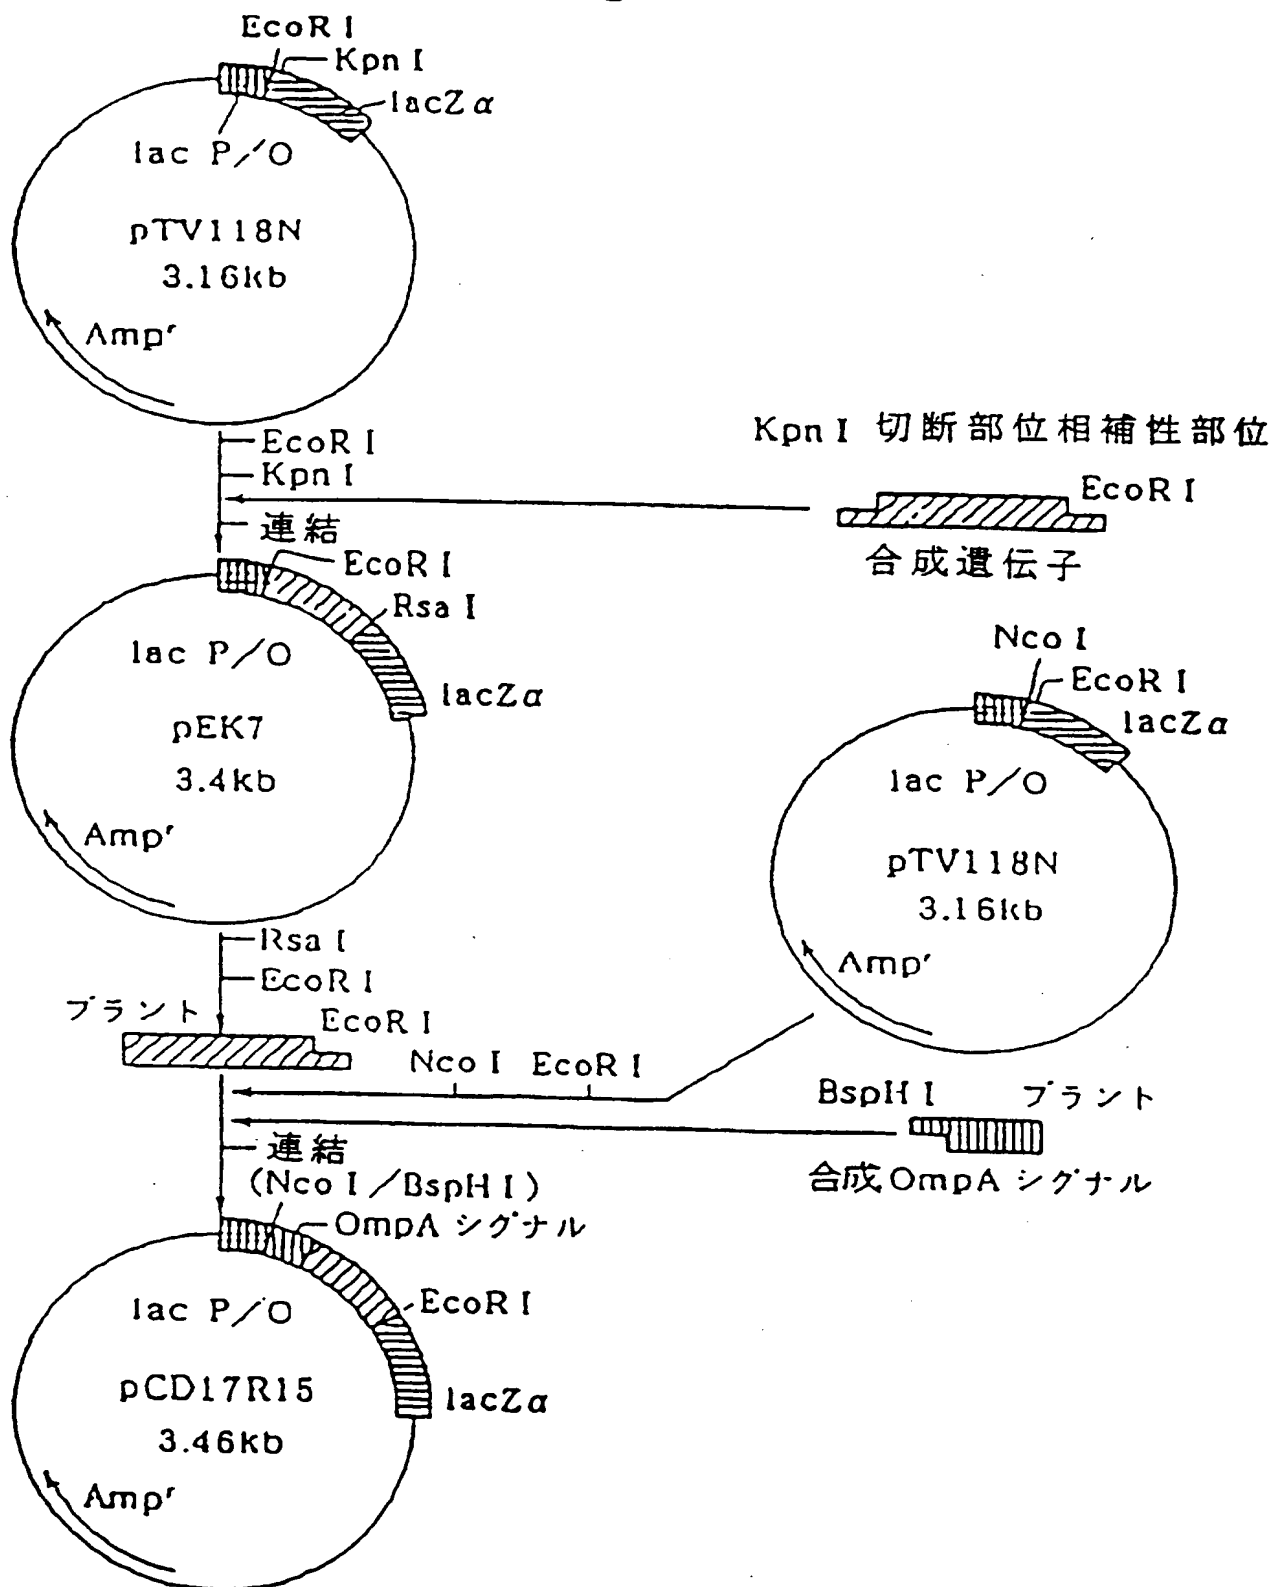 EcoR I
Kpn I
lacZα
lac P/O
pTV118N
3.16kb
Ampʳ
EcoR I
Kpn I
連結
Kpn I 切断部位相補性部位
EcoR I
合成遺伝子
EcoR I
Rsa I
lac P/O
lacZα
pEK7
3.4kb
Ampʳ
Nco I
EcoR I
lacZα
lac P/O
pTV118N
3.16kb
Ampʳ
Rsa I
EcoR I
ブラント
EcoR I
Nco I EcoR I
BspH I ブラント
合成OmpA シグナル
連結
(Nco I/BspH I)
OmpA シグナル
lac P/O
EcoR I
pCD17R15
3.46kb
lacZα
Ampʳ